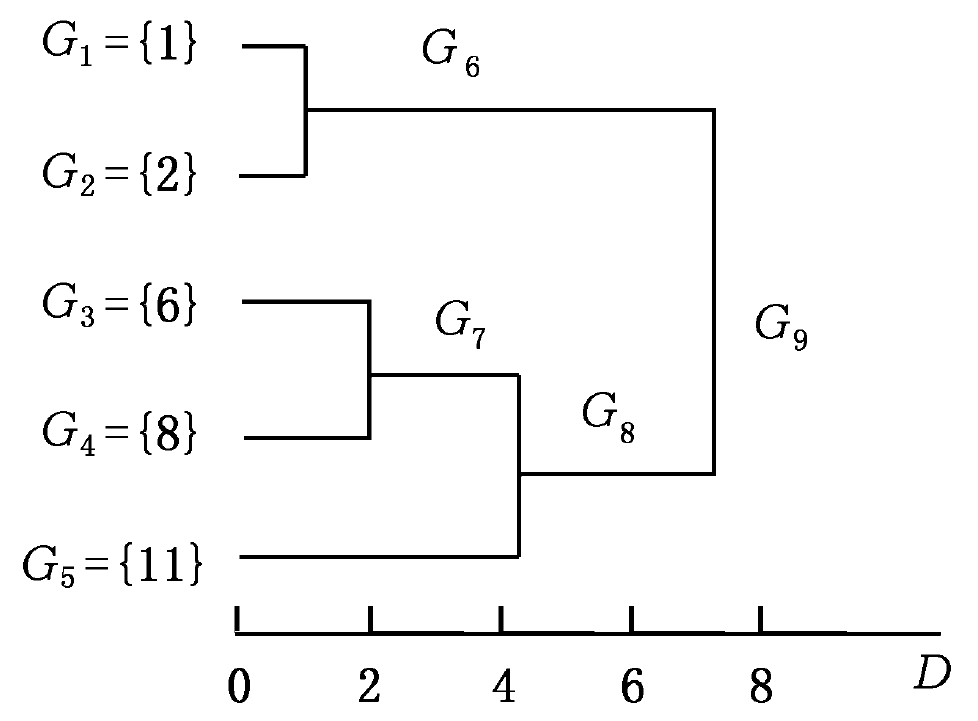 G₁={1}
G₆
G₂={2}
G₃={6}
G₇
G₉
G₄={8}
G₈
G₅={11}
0 2 4 6 8 D